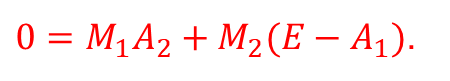 0 = M₁A₂ + M₂(E − A₁).